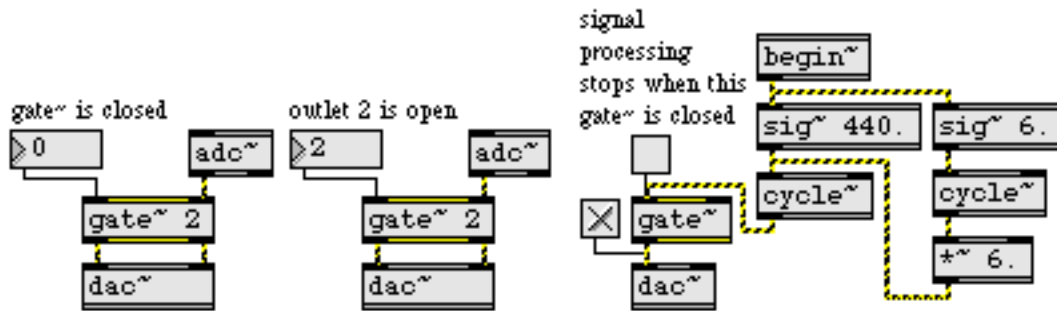 gate~ is closed
0
adc~
gate~ 2
dac~
outlet 2 is open
2
adc~
gate~ 2
dac~
signal
processing
stops when this
gate~ is closed
gate~
dac~
begin~
sig~ 440.
cycle~
sig~ 6.
cycle~
*~ 6.